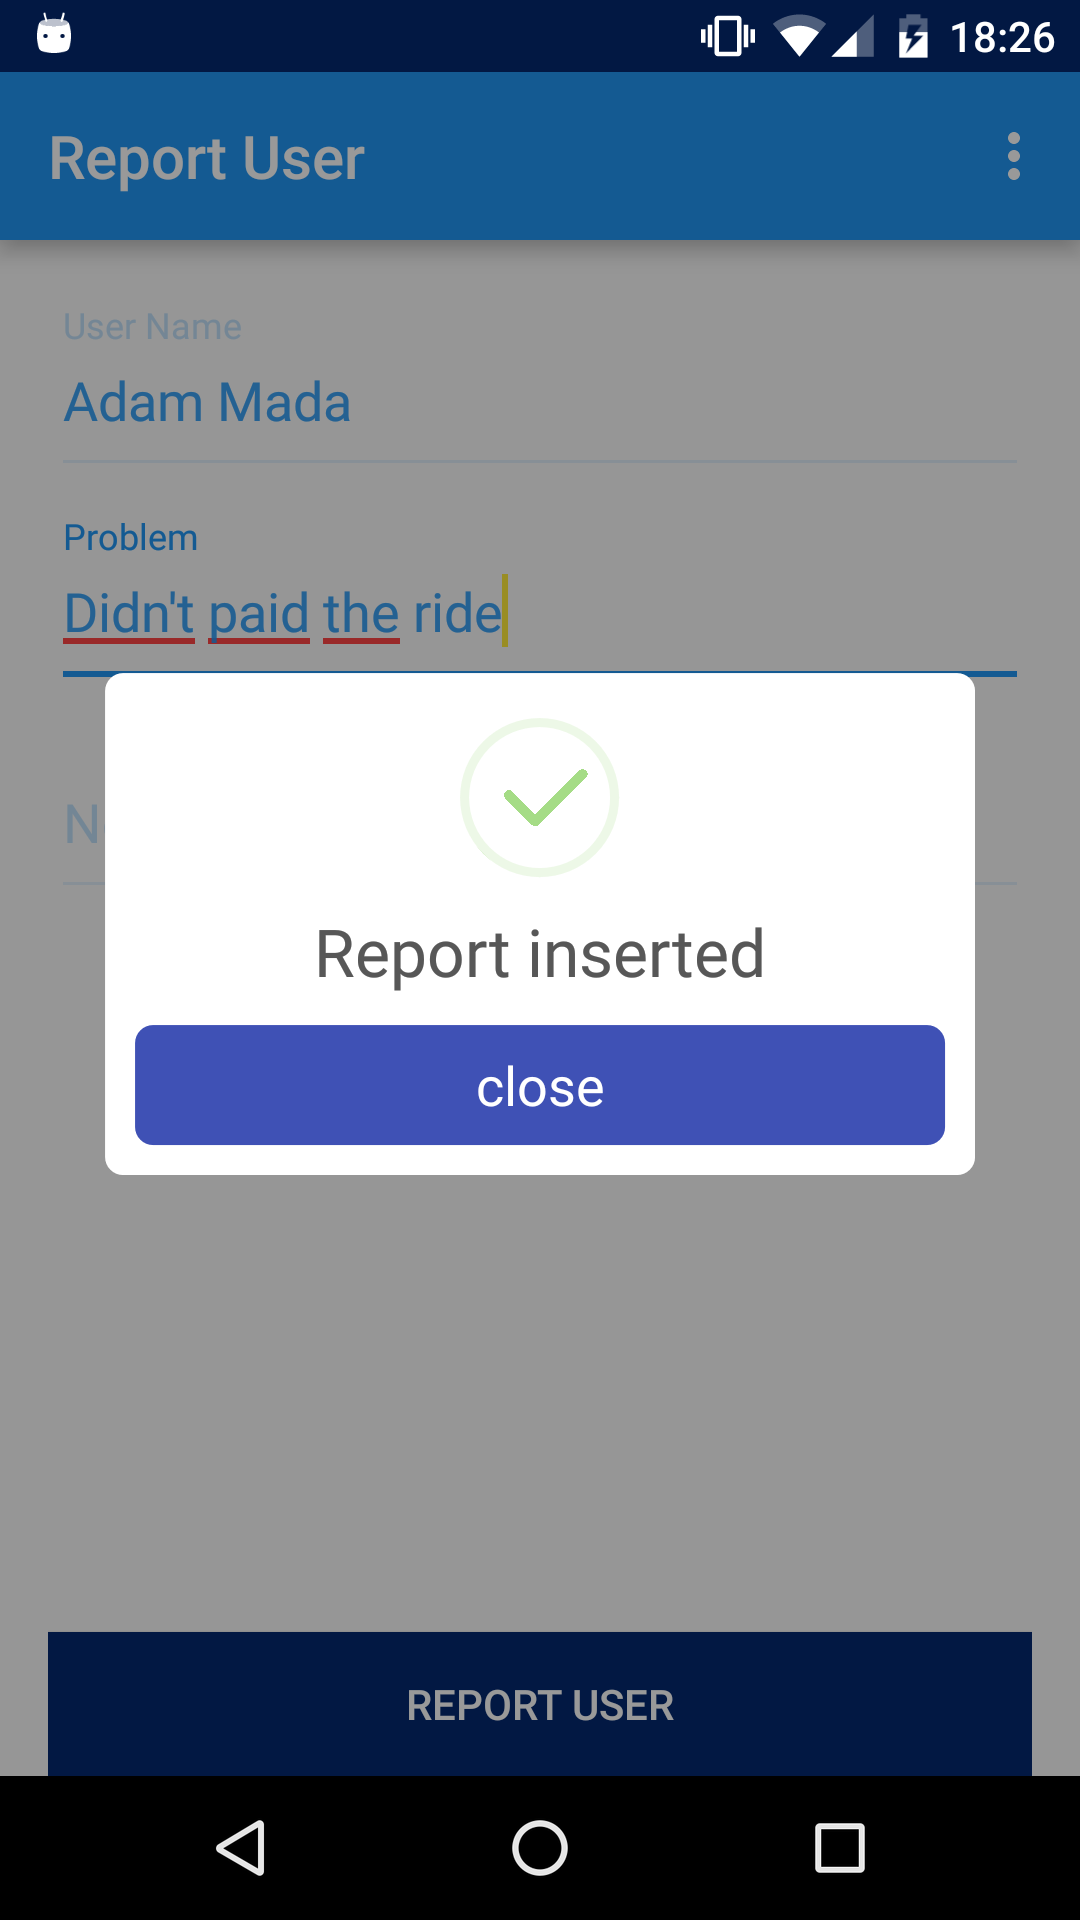 18:26
Report User
User Name
Adam Mada
Problem
Didn't paid the ride
Report inserted
close
REPORT USER